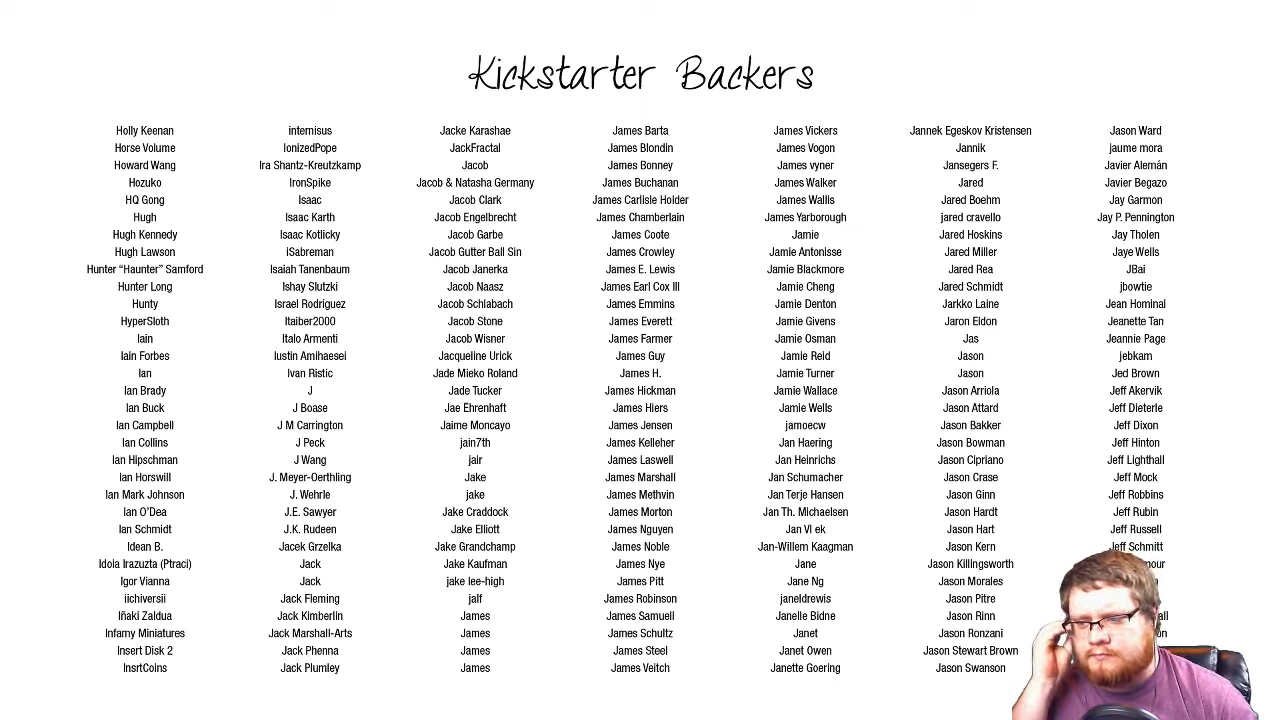 Kickstarter Backers
Holly Keenan
Horse Volume
Howard Wang
Hozuko
HQ Gong
Hugh
Hugh Kennedy
Hugh Lawson
Hunter “Haunter” Samford
Hunter Long
Hunty
HyperSloth
Iain
Iain Forbes
Ian
Ian Brady
Ian Buck
Ian Campbell
Ian Collins
Ian Hipschman
Ian Horswill
Ian Mark Johnson
Ian O'Dea
Ian Schmidt
Idean B.
Idoia Irazuzta (Ptraci)
Igor Vianna
iichiversii
Iñaki Zaldua
Infamy Miniatures
Insert Disk 2
InsrtCoins
internisus
IonizedPope
Ira Shantz-Kreutzkamp
IronSpike
Isaac
Isaac Karth
Isaac Kotlicky
iSabreman
Isaiah Tanenbaum
Ishay Slutzki
Israel Rodríguez
Itaiber2000
Italo Armenti
Iustin Amihaesei
Ivan Ristic
J
J Boase
J M Carrington
J Peck
J Wang
J. Meyer-Oerthling
J. Wehrle
J.E. Sawyer
J.K. Rudeen
Jacek Grzelka
Jack
Jack
Jack Fleming
Jack Kimberlin
Jack Marshall-Arts
Jack Phenna
Jack Plumley
Jacke Karashae
JackFractal
Jacob
Jacob & Natasha Germany
Jacob Clark
Jacob Engelbrecht
Jacob Garbe
Jacob Gutter Ball Sin
Jacob Janerka
Jacob Naasz
Jacob Schlabach
Jacob Stone
Jacob Wisner
Jacqueline Urick
Jade Mieko Roland
Jade Tucker
Jae Ehrenhaft
Jaime Moncayo
jain7th
jair
Jake
jake
Jake Craddock
Jake Elliott
Jake Grandchamp
Jake Kaufman
jake lee-high
jalf
James
James
James
James
James Barta
James Blondin
James Bonney
James Buchanan
James Carlisle Holder
James Chamberlain
James Coote
James Crowley
James E. Lewis
James Earl Cox III
James Emmins
James Everett
James Farmer
James Guy
James H.
James Hickman
James Hiers
James Jensen
James Kelleher
James Laswell
James Marshall
James Methvin
James Morton
James Nguyen
James Noble
James Nye
James Pitt
James Robinson
James Samuell
James Schultz
James Steel
James Veitch
James Vickers
James Vogon
James vyner
James Walker
James Wallis
James Yarborough
Jamie
Jamie Antonisse
Jamie Blackmore
Jamie Cheng
Jamie Denton
Jamie Givens
Jamie Osman
Jamie Reid
Jamie Turner
Jamie Wallace
Jamie Wells
jamoecw
Jan Haering
Jan Heinrichs
Jan Schumacher
Jan Terje Hansen
Jan Th. Michaelsen
Jan Vl ek
Jan-Willem Kaagman
Jane
Jane Ng
janeldrewis
Janelle Bidne
Janet
Janet Owen
Janette Goering
Jannek Egeskov Kristensen
Jannik
Jansegers F.
Jared
Jared Boehm
jared cravello
Jared Hoskins
Jared Miller
Jared Rea
Jared Schmidt
Jarkko Laine
Jaron Eldon
Jas
Jason
Jason
Jason Arriola
Jason Attard
Jason Bakker
Jason Bowman
Jason Cipriano
Jason Crase
Jason Ginn
Jason Hardt
Jason Hart
Jason Kern
Jason Killingsworth
Jason Morales
Jason Pitre
Jason Rinn
Jason Ronzani
Jason Stewart Brown
Jason Swanson
Jason Ward
jaume mora
Javier Alemán
Javier Begazo
Jay Garmon
Jay P. Pennington
Jay Tholen
Jaye Wells
JBai
jbowtie
Jean Hominal
Jeanette Tan
Jeannie Page
jebkam
Jed Brown
Jeff Akervik
Jeff Dieterle
Jeff Dixon
Jeff Hinton
Jeff Lighthall
Jeff Mock
Jeff Robbins
Jeff Rubin
Jeff Russell
Jeff Schmitt